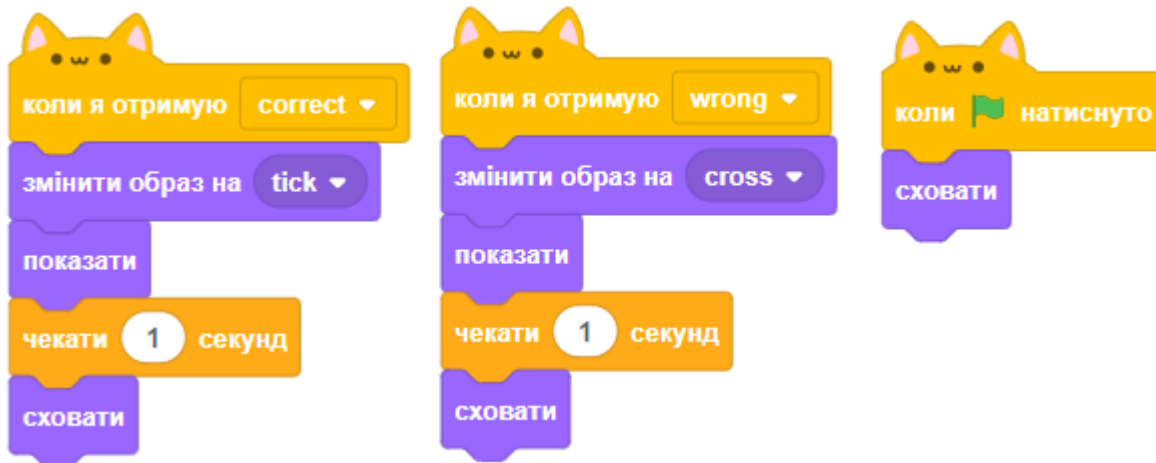 коли я отримую correct
змінити образ на tick
показати
чекати 1 секунд
сховати
коли я отримую wrong
змінити образ на cross
показати
чекати 1 секунд
сховати
коли натиснуто
сховати